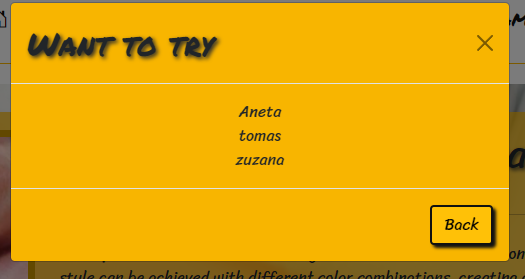 Want to try
Aneta
tomas
zuzana
Back
style can be achieved with different color combinations, creating